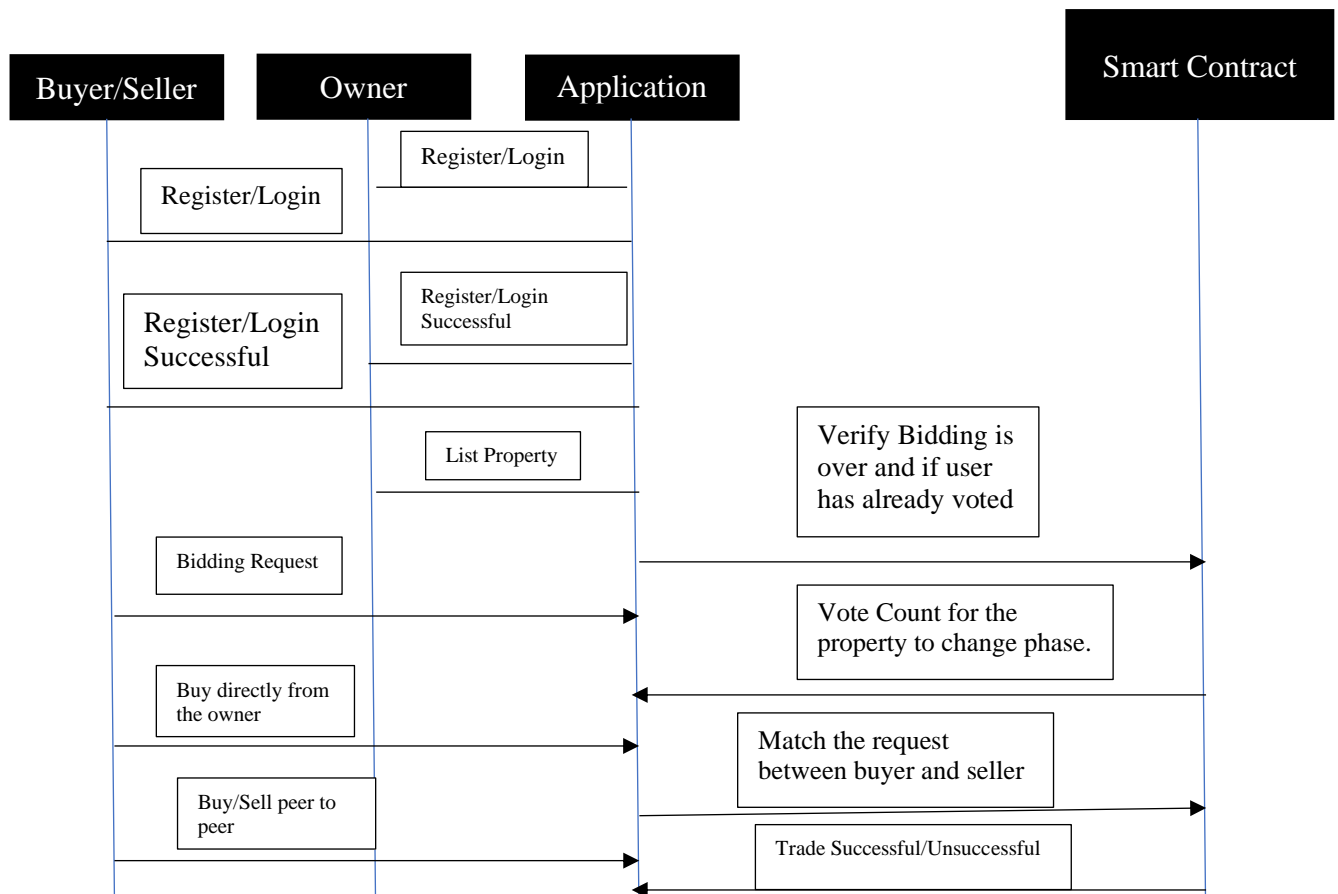 Buyer/Seller
Owner
Application
Smart Contract
Register/Login
Register/Login
Register/Login
Successful
Register/Login
Successful
List Property
Verify Bidding is
over and if user
has already voted
Bidding Request
Vote Count for the
property to change phase.
Buy directly from
the owner
Match the request
between buyer and seller
Buy/Sell peer to
peer
Trade Successful/Unsuccessful